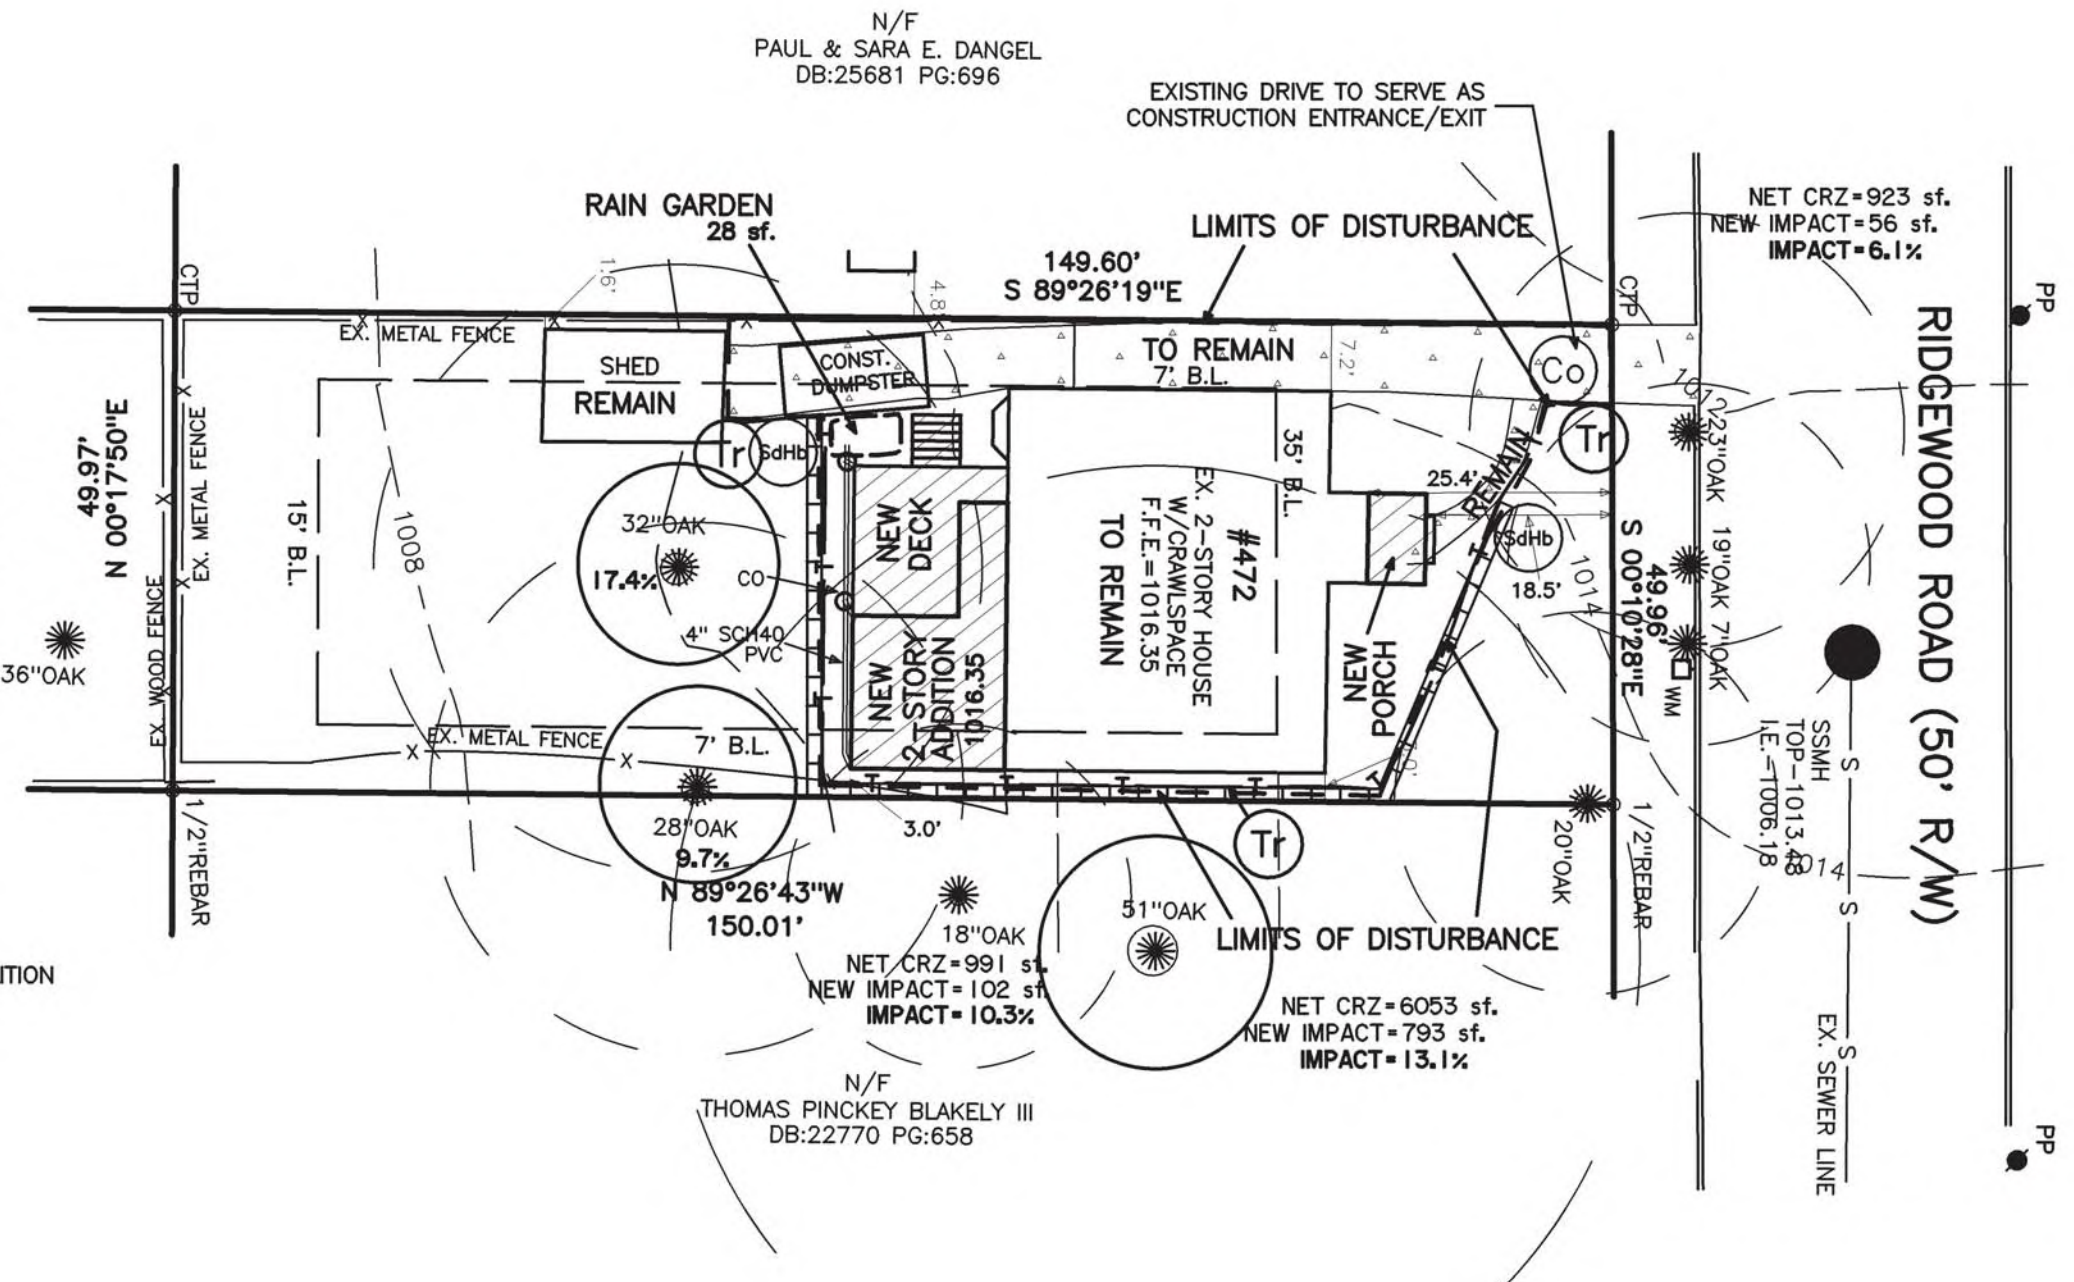 N/F
PAUL & SARA E. DANGEL
DB:25681 PG:696
EXISTING DRIVE TO SERVE AS
CONSTRUCTION ENTRANCE/EXIT
RAIN GARDEN
28 sf.
LIMITS OF DISTURBANCE
149.60'
S 89°26'19"E
NET CRZ=923 sf.
NEW IMPACT=56 sf.
IMPACT=6.1%
PP
CTP
CTP
1.6'
4.8'
EX. METAL FENCE
SHED
REMAIN
CONST.
DUMPSTER
TO REMAIN
7' B.L.
7.2'
Co
1012
RIDGEWOOD ROAD (50' R/W)
49.97'
N 00°17'50"E
EX. METAL FENCE
EX. WOOD FENCE
15' B.L.
1008
Tr
SdHb
32"OAK
17.4%
CO
4" SCH40
PVC
NEW
DECK
NEW
2-STORY
ADDITION
1016.35
#472
EX. 2-STORY HOUSE
W/CRAWLSPACE
F.F.E.=1016.35
TO REMAIN
35' B.L.
25.4'
REMAIN
Tr
SdHb
18.5'
NEW
PORCH
7.0'
1014
S 00°10'28"E
49.96'
23"OAK
19"OAK
7"OAK
WM
SSMH
TOP-1013.48
I.E.-1006.18
1014
S
S
S
EX. SEWER LINE
PP
36"OAK
EX. METAL FENCE
7' B.L.
1/2"REBAR
28"OAK
9.7%
N 89°26'43"W
150.01'
3.0'
18"OAK
NET CRZ=991 sf.
NEW IMPACT=102 sf.
IMPACT=10.3%
51"OAK
Tr
LIMITS OF DISTURBANCE
20"OAK
1/2"REBAR
NET CRZ=6053 sf.
NEW IMPACT=793 sf.
IMPACT=13.1%
ITION
N/F
THOMAS PINCKEY BLAKELY III
DB:22770 PG:658